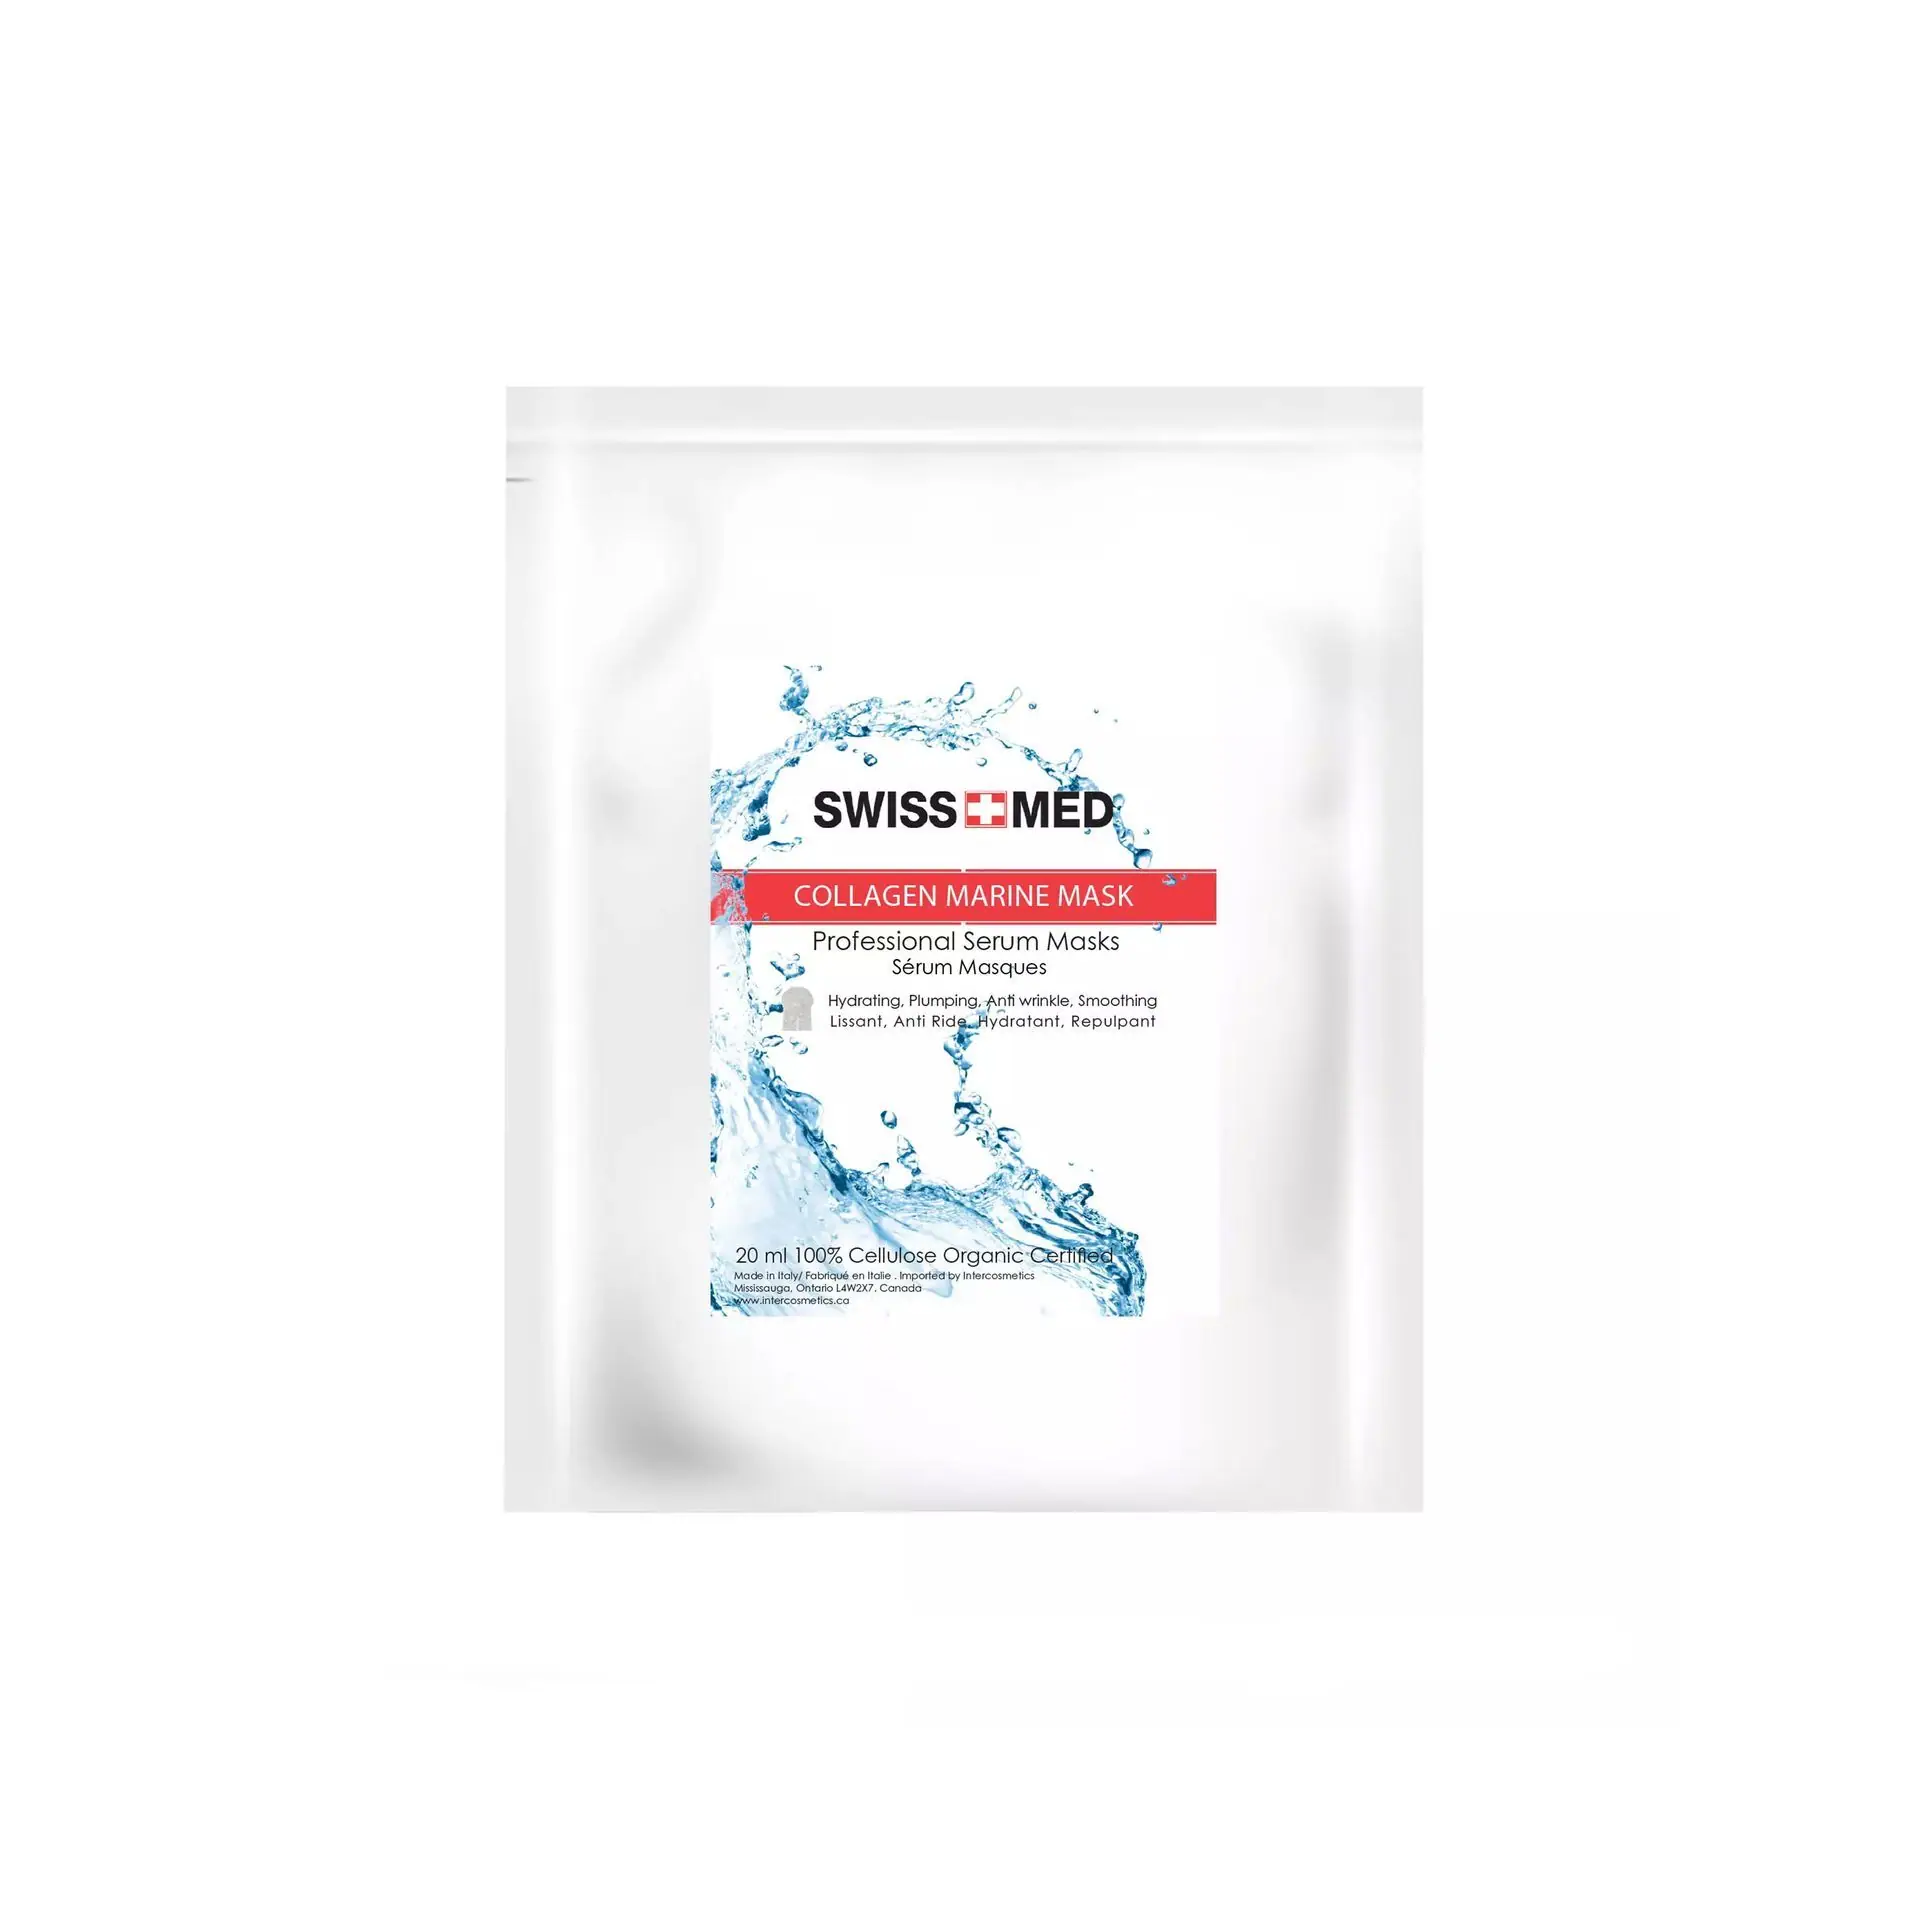 SWISS MED
COLLAGEN MARINE MASK
Professional Serum Masks
Sérum Masques
Hydrating, Plumping, Anti wrinkle, Smoothing
Lissant, Anti Ride, Hydratant, Repulpant
20 ml 100% Cellulose Organic Certified
Made in Italy/ Fabriqué en Italie . Imported by Intercosmetics
Mississauga, Ontario L4W2X7. Canada
www.intercosmetics.ca